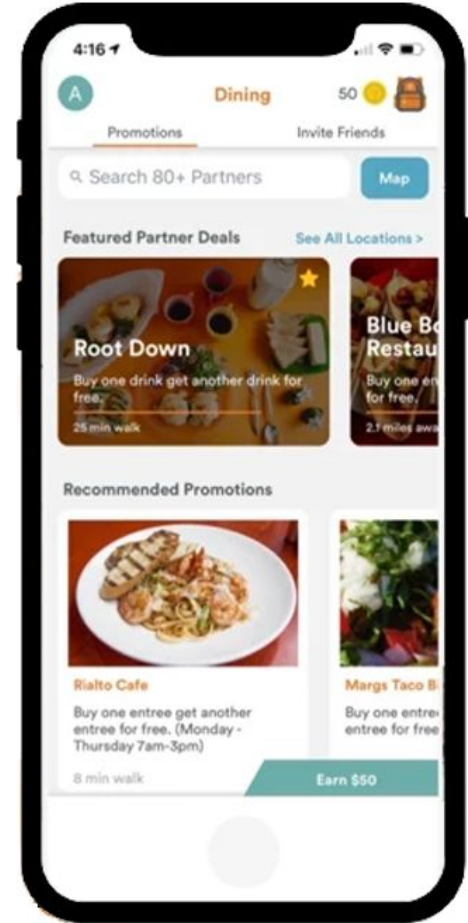 4:16
A
Dining
50
Promotions
Invite Friends
Search 80+ Partners
Map
Featured Partner Deals
See All Locations >
Root Down
Buy one drink get another drink for
free.
25 min walk
Blue
Restau
Buy one en
for free.
2.1 miles awa
Recommended Promotions
Rialto Cafe
Buy one entree get another
entree for free. (Monday -
Thursday 7am-3pm)
8 min walk
Margs Taco
Buy one entre
entree for free
Earn $50